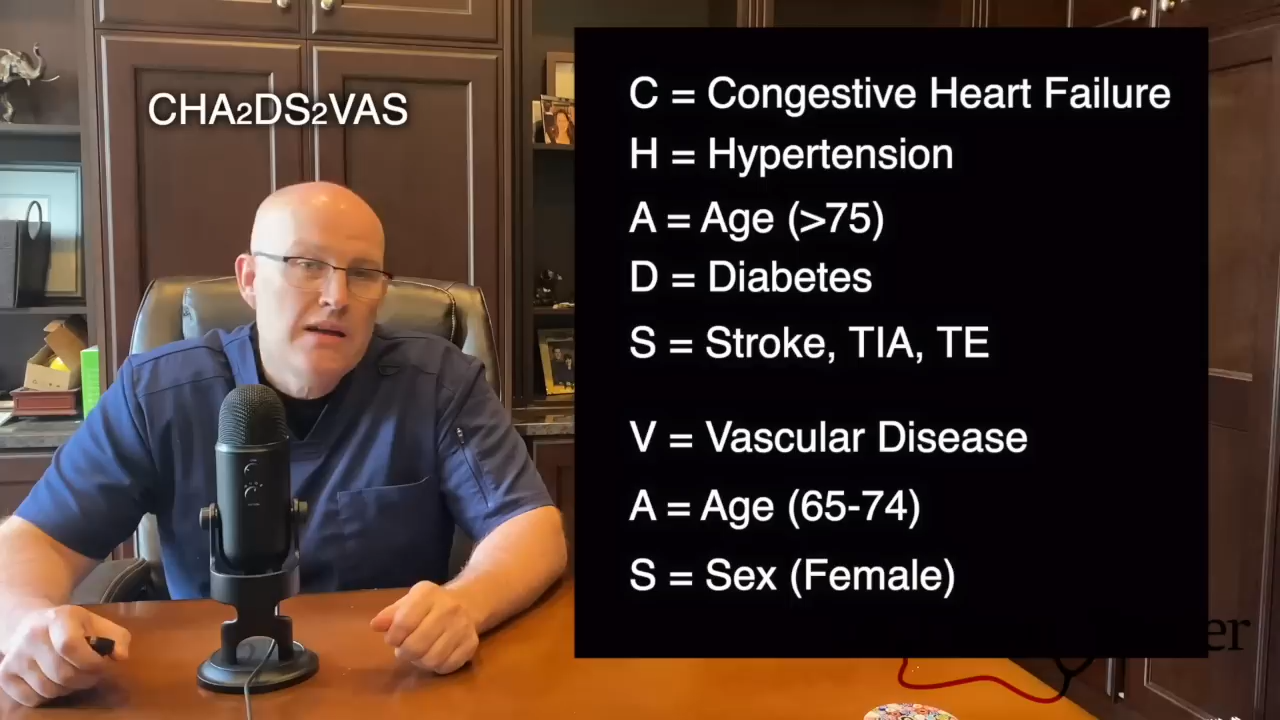 CHA₂DS₂VAS
C = Congestive Heart Failure
H = Hypertension
A = Age (>75)
D = Diabetes
S = Stroke, TIA, TE
V = Vascular Disease
A = Age (65-74)
S = Sex (Female)